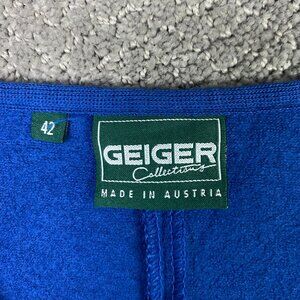 42
GEIGER
Collections
MADE IN AUSTRIA